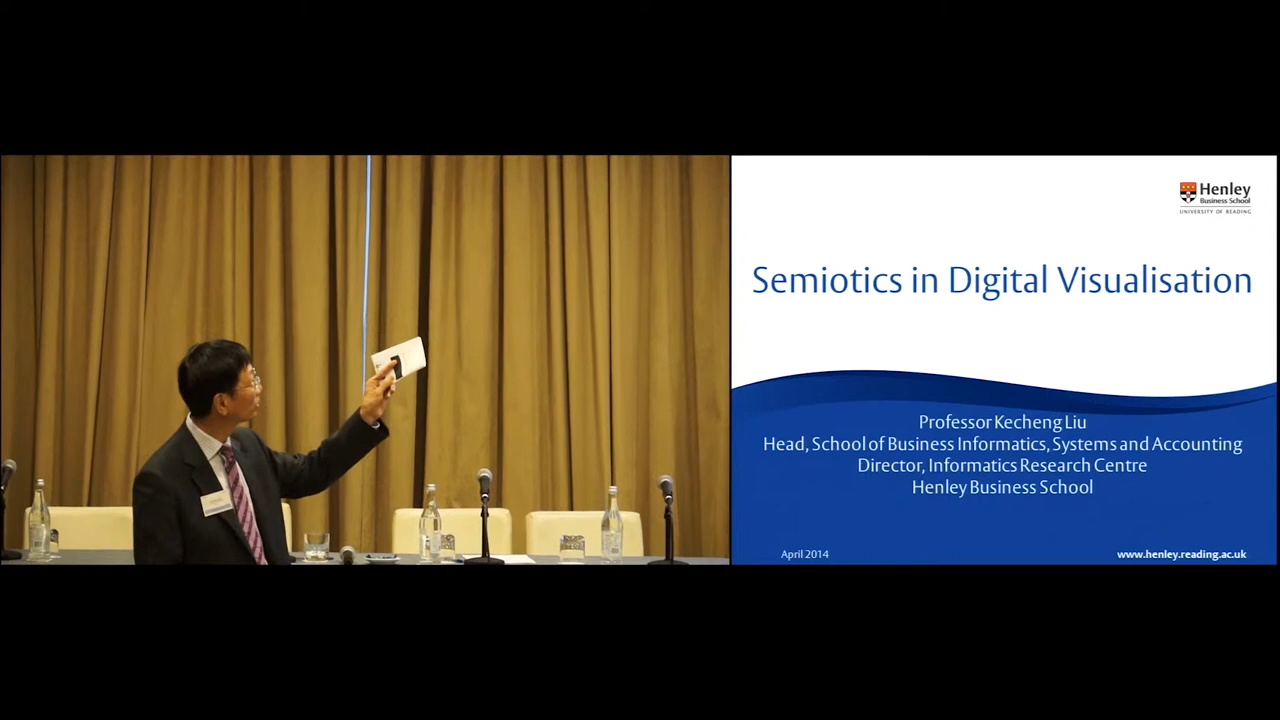 Henley
Business School
UNIVERSITY OF READING
Semiotics in Digital Visualisation
Professor Kecheng Liu
Head, School of Business Informatics, Systems and Accounting
Director, Informatics Research Centre
Henley Business School
April 2014
www.henley.reading.ac.uk